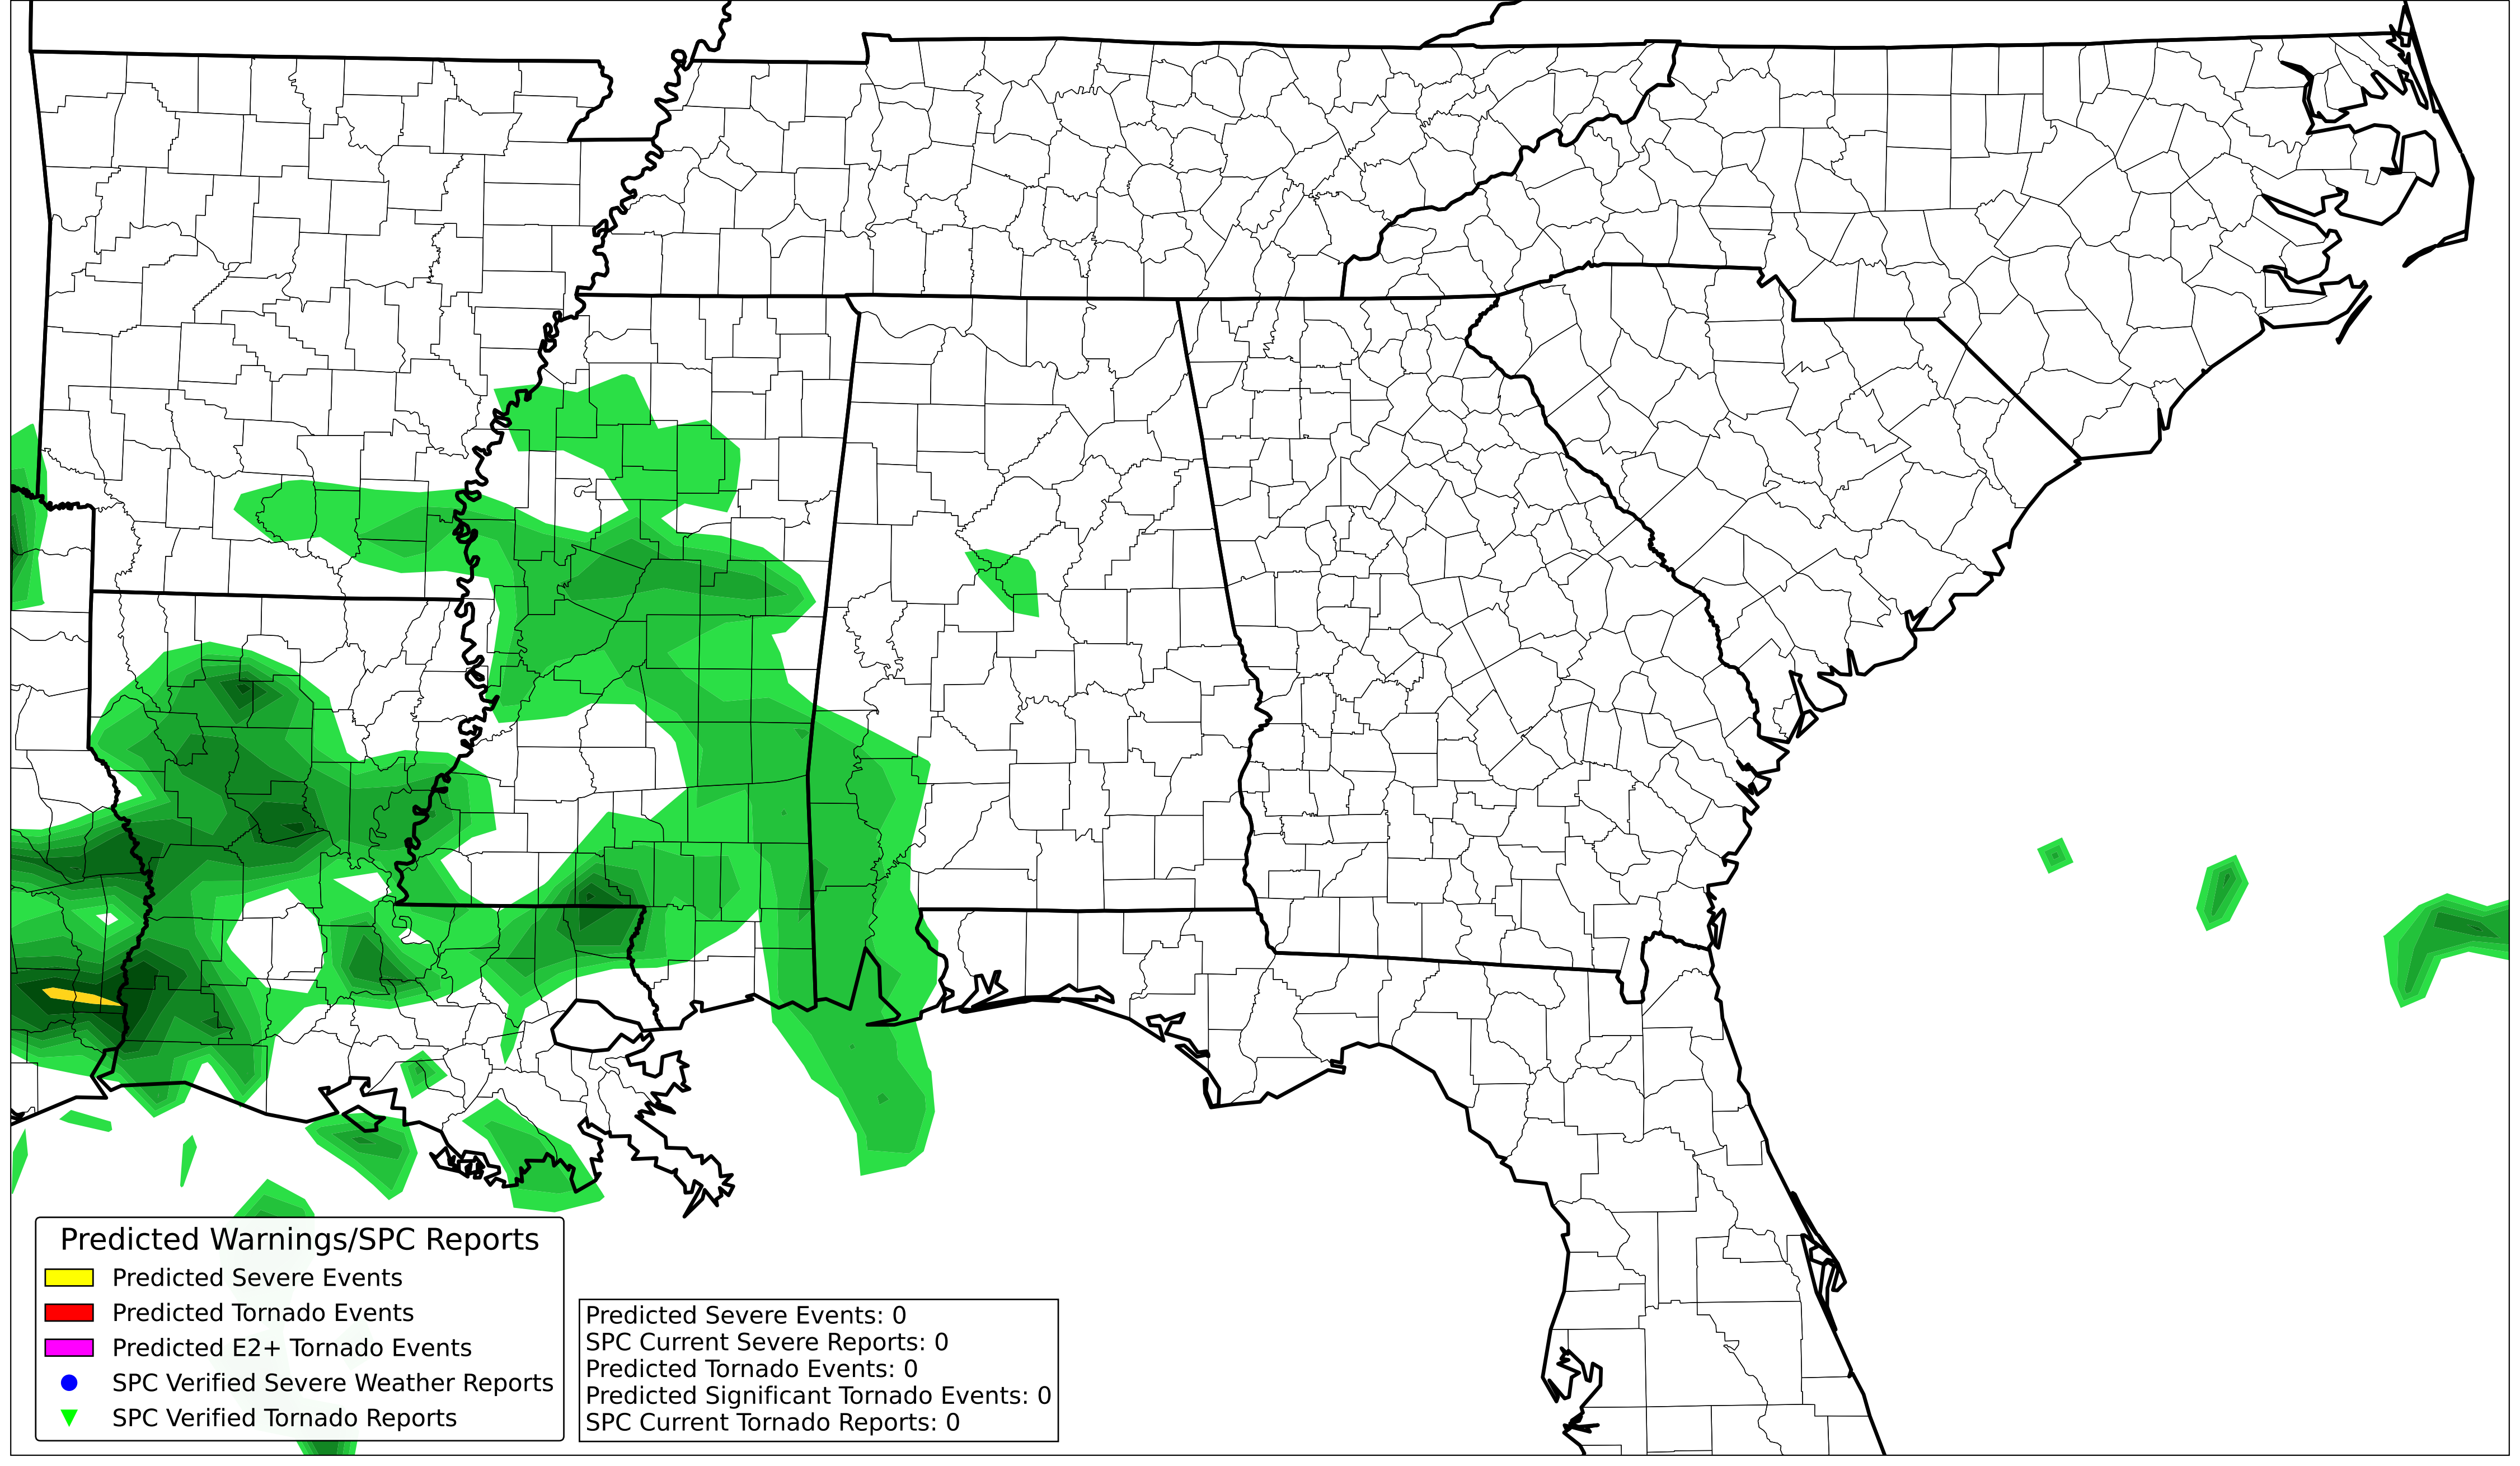 Predicted Warnings/SPC Reports
Predicted Severe Events
Predicted Tornado Events
Predicted E2+ Tornado Events
SPC Verified Severe Weather Reports
SPC Verified Tornado Reports
Predicted Severe Events: 0
SPC Current Severe Reports: 0
Predicted Tornado Events: 0
Predicted Significant Tornado Events: 0
SPC Current Tornado Reports: 0